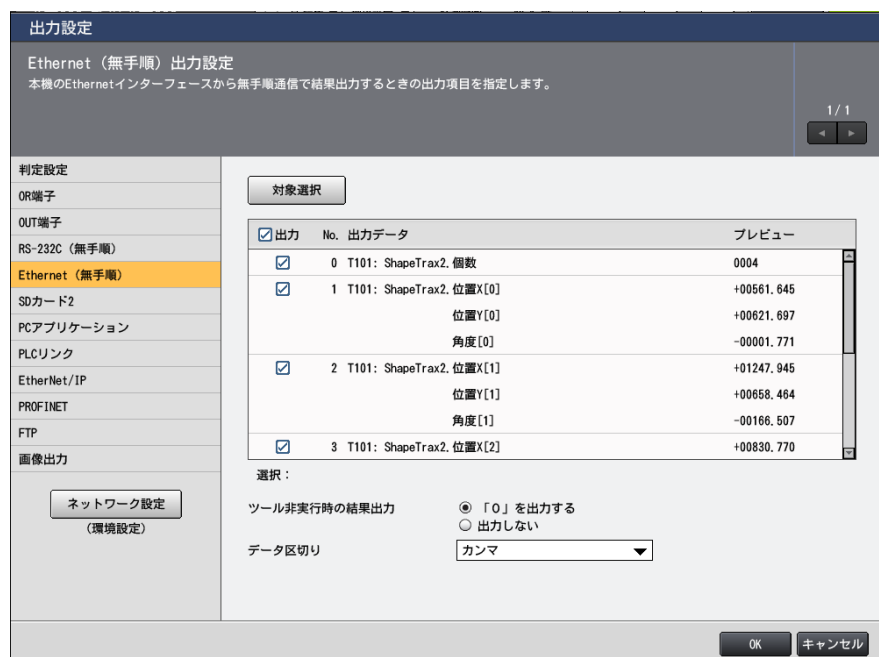 出力設定
Ethernet（無手順）出力設定
本機のEthernetインターフェースから無手順通信で結果出力するときの出力項目を指定します。
1/1
判定設定
OR端子
OUT端子
RS-232C（無手順）
Ethernet（無手順）
SDカード2
PCアプリケーション
PLCリンク
EtherNet/IP
PROFINET
FTP
画像出力
ネットワーク設定
（環境設定）
対象選択
出力 No. 出力データ プレビュー
0 T101: ShapeTrax2.個数 0004
1 T101: ShapeTrax2.位置X[0] +00561.645
位置Y[0] +00621.697
角度[0] -00001.771
2 T101: ShapeTrax2.位置X[1] +01247.945
位置Y[1] +00658.464
角度[1] -00166.507
3 T101: ShapeTrax2.位置X[2] +00830.770
選択：
ツール非実行時の結果出力 「0」を出力する
出力しない
データ区切り カンマ
OK キャンセル